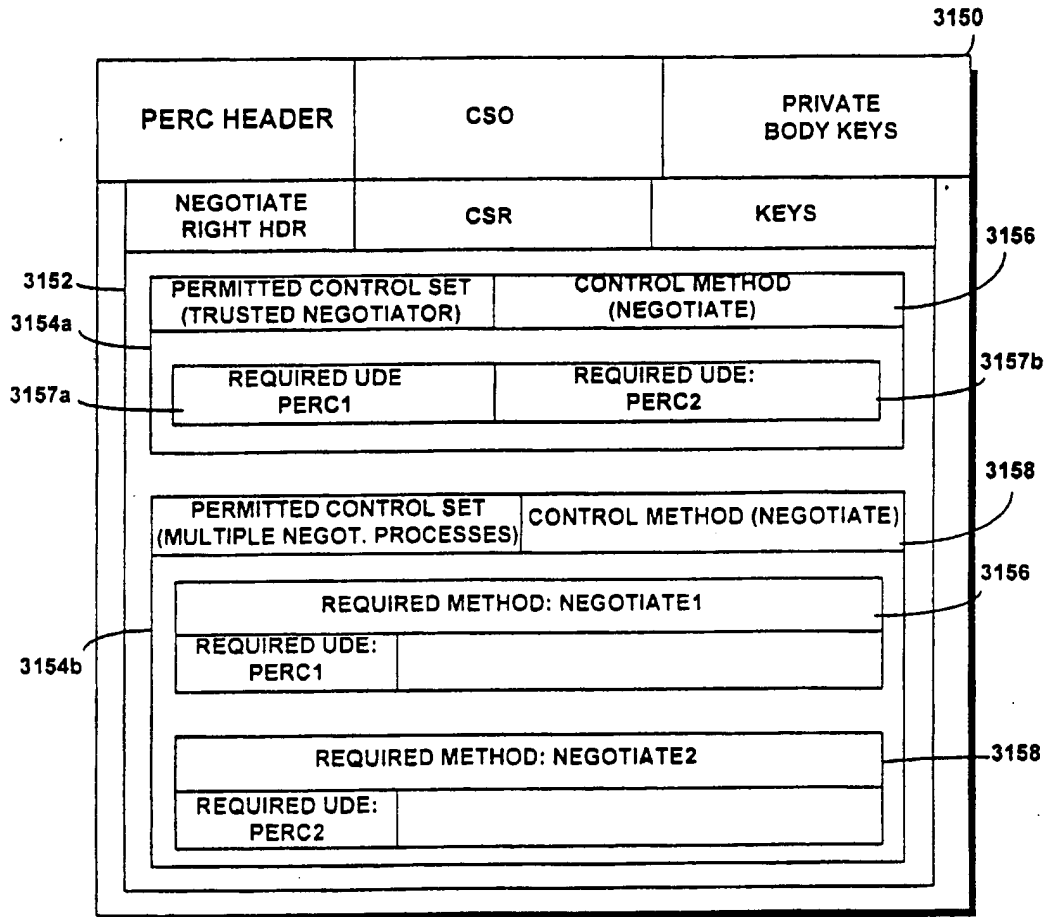 3150
PERC HEADER
CSO
PRIVATE
BODY KEYS
NEGOTIATE
RIGHT HDR
CSR
KEYS
3156
3152
PERMITTED CONTROL SET
(TRUSTED NEGOTIATOR)
CONTROL METHOD
(NEGOTIATE)
3154a
REQUIRED UDE
PERC1
REQUIRED UDE:
PERC2
3157b
3157a
3158
PERMITTED CONTROL SET
(MULTIPLE NEGOT. PROCESSES)
CONTROL METHOD (NEGOTIATE)
3156
REQUIRED METHOD: NEGOTIATE1
REQUIRED UDE:
PERC1
3154b
REQUIRED METHOD: NEGOTIATE2
3158
REQUIRED UDE:
PERC2